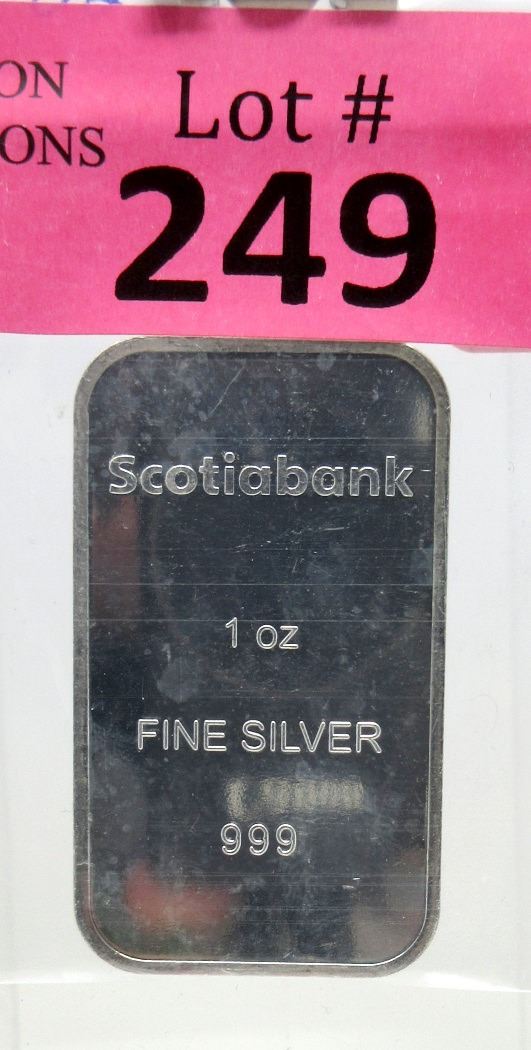 ON
ONS
Lot #
249
Scotiabank
1 oz
FINE SILVER
999